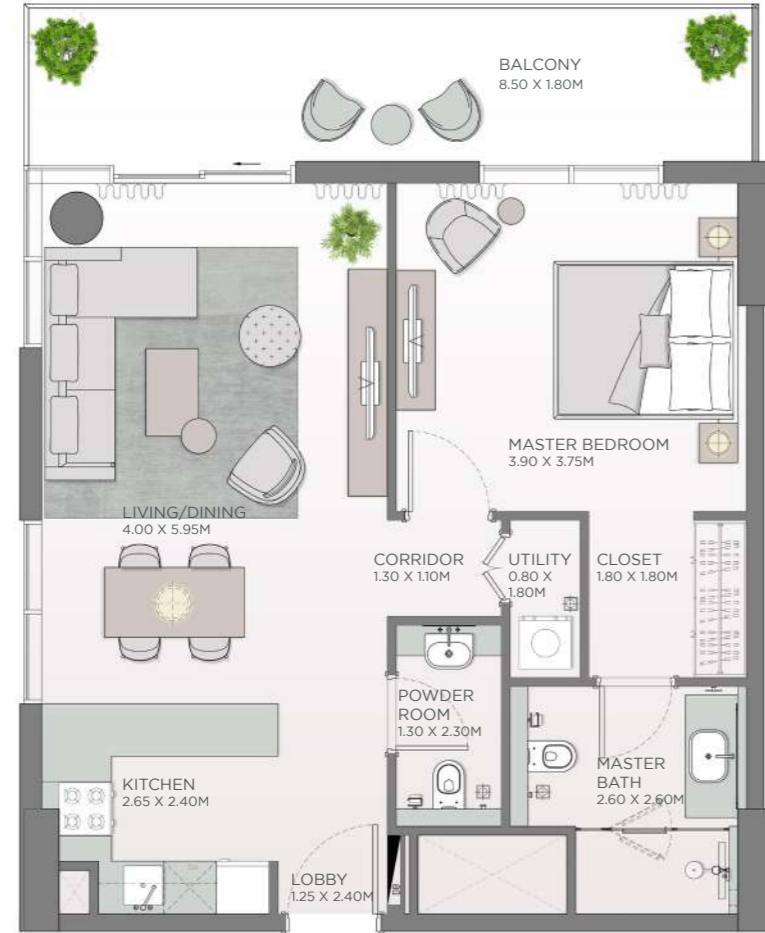 BALCONY
8.50 X 1.80M
MASTER BEDROOM
3.90 X 3.75M
LIVING/DINING
4.00 X 5.95M
CORRIDOR
1.30 X 1.10M
UTILITY
0.80 X
1.80M
CLOSET
1.80 X 1.80M
POWDER
ROOM
1.30 X 2.30M
MASTER
BATH
2.60 X 2.60M
KITCHEN
2.65 X 2.40M
LOBBY
1.25 X 2.40M
DB